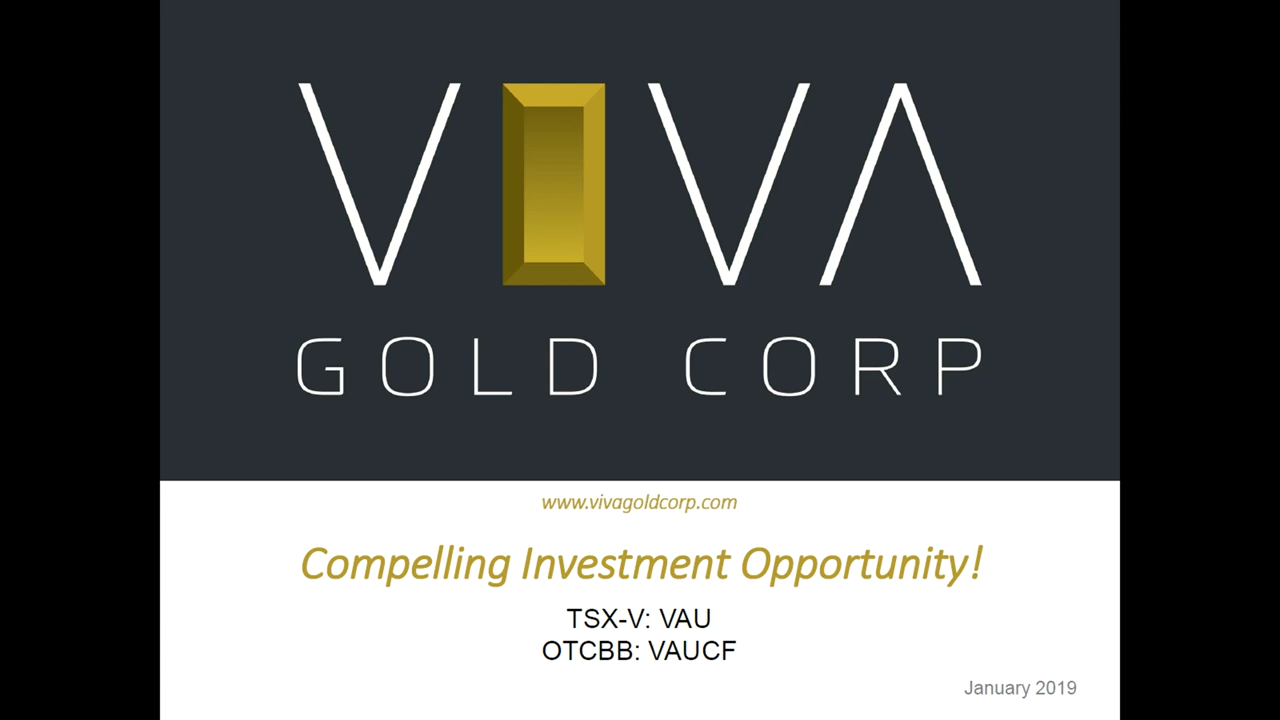 VIVA
GOLD CORP
www.vivagoldcorp.com
Compelling Investment Opportunity!
TSX-V: VAU
OTCBB: VAUCF
January 2019